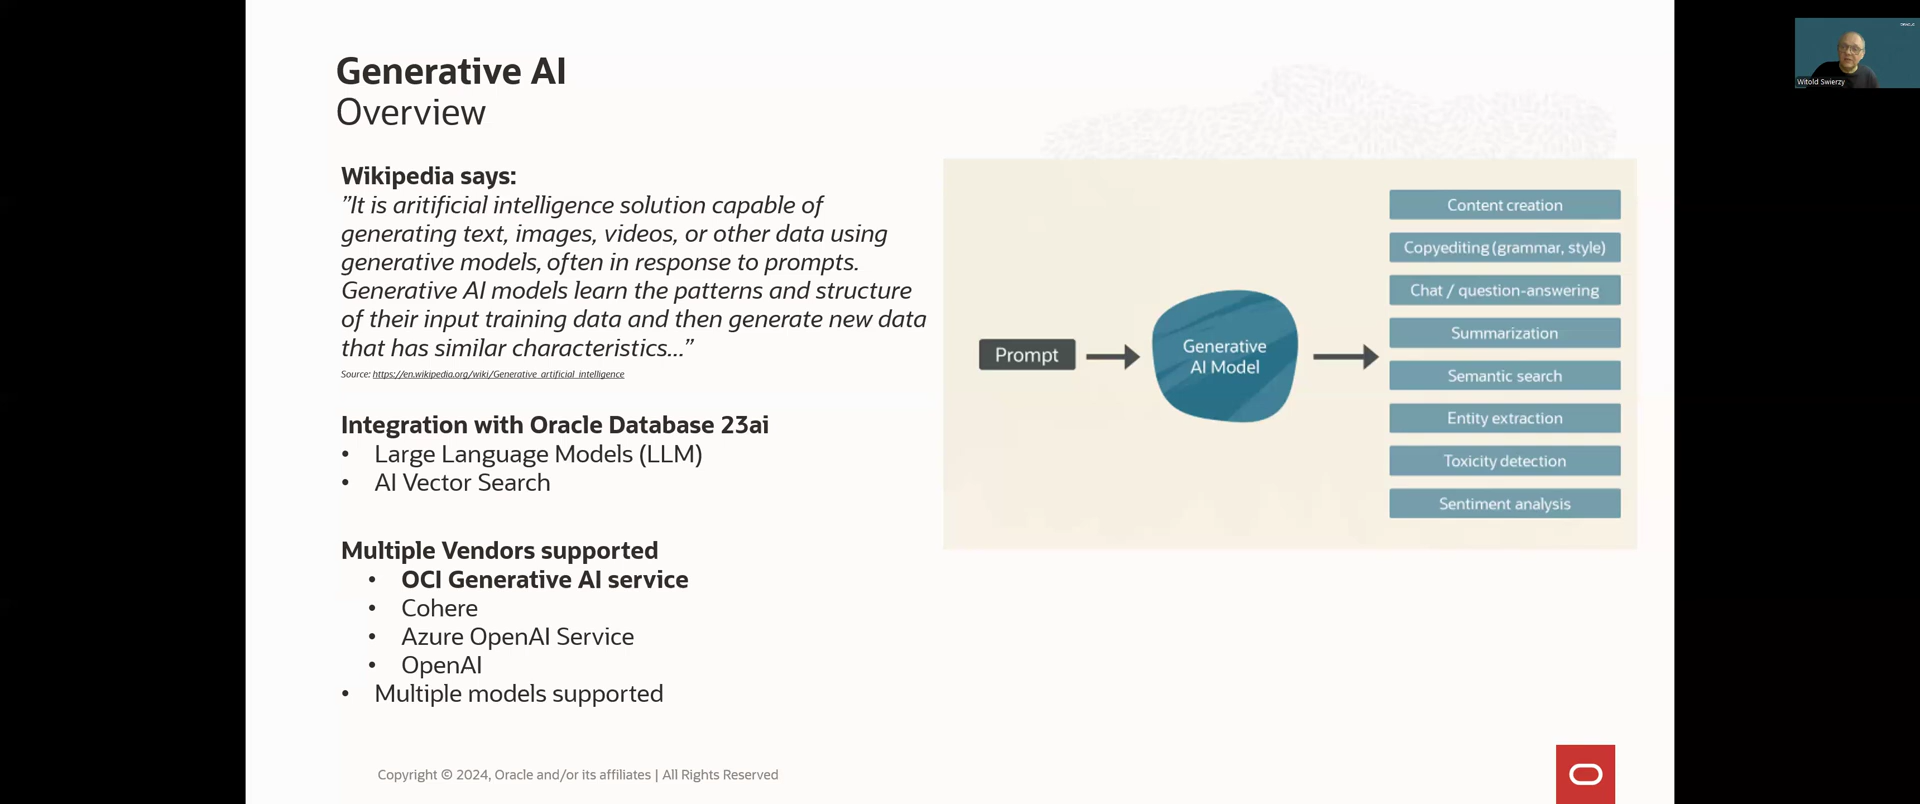 Generative AI
Overview
Wikipedia says:
”It is aritificial intelligence solution capable of
generating text, images, videos, or other data using
generative models, often in response to prompts.
Generative AI models learn the patterns and structure
of their input training data and then generate new data
that has similar characteristics...”
Source: https://en.wikipedia.org/wiki/Generative_artificial_intelligence
Integration with Oracle Database 23ai
• Large Language Models (LLM)
• AI Vector Search
Multiple Vendors supported
• OCI Generative AI service
• Cohere
• Azure OpenAI Service
• OpenAI
• Multiple models supported
Prompt
Generative
AI Model
Content creation
Copyediting (grammar, style)
Chat / question-answering
Summarization
Semantic search
Entity extraction
Toxicity detection
Sentiment analysis
Copyright © 2024, Oracle and/or its affiliates | All Rights Reserved
Witold Swierzy